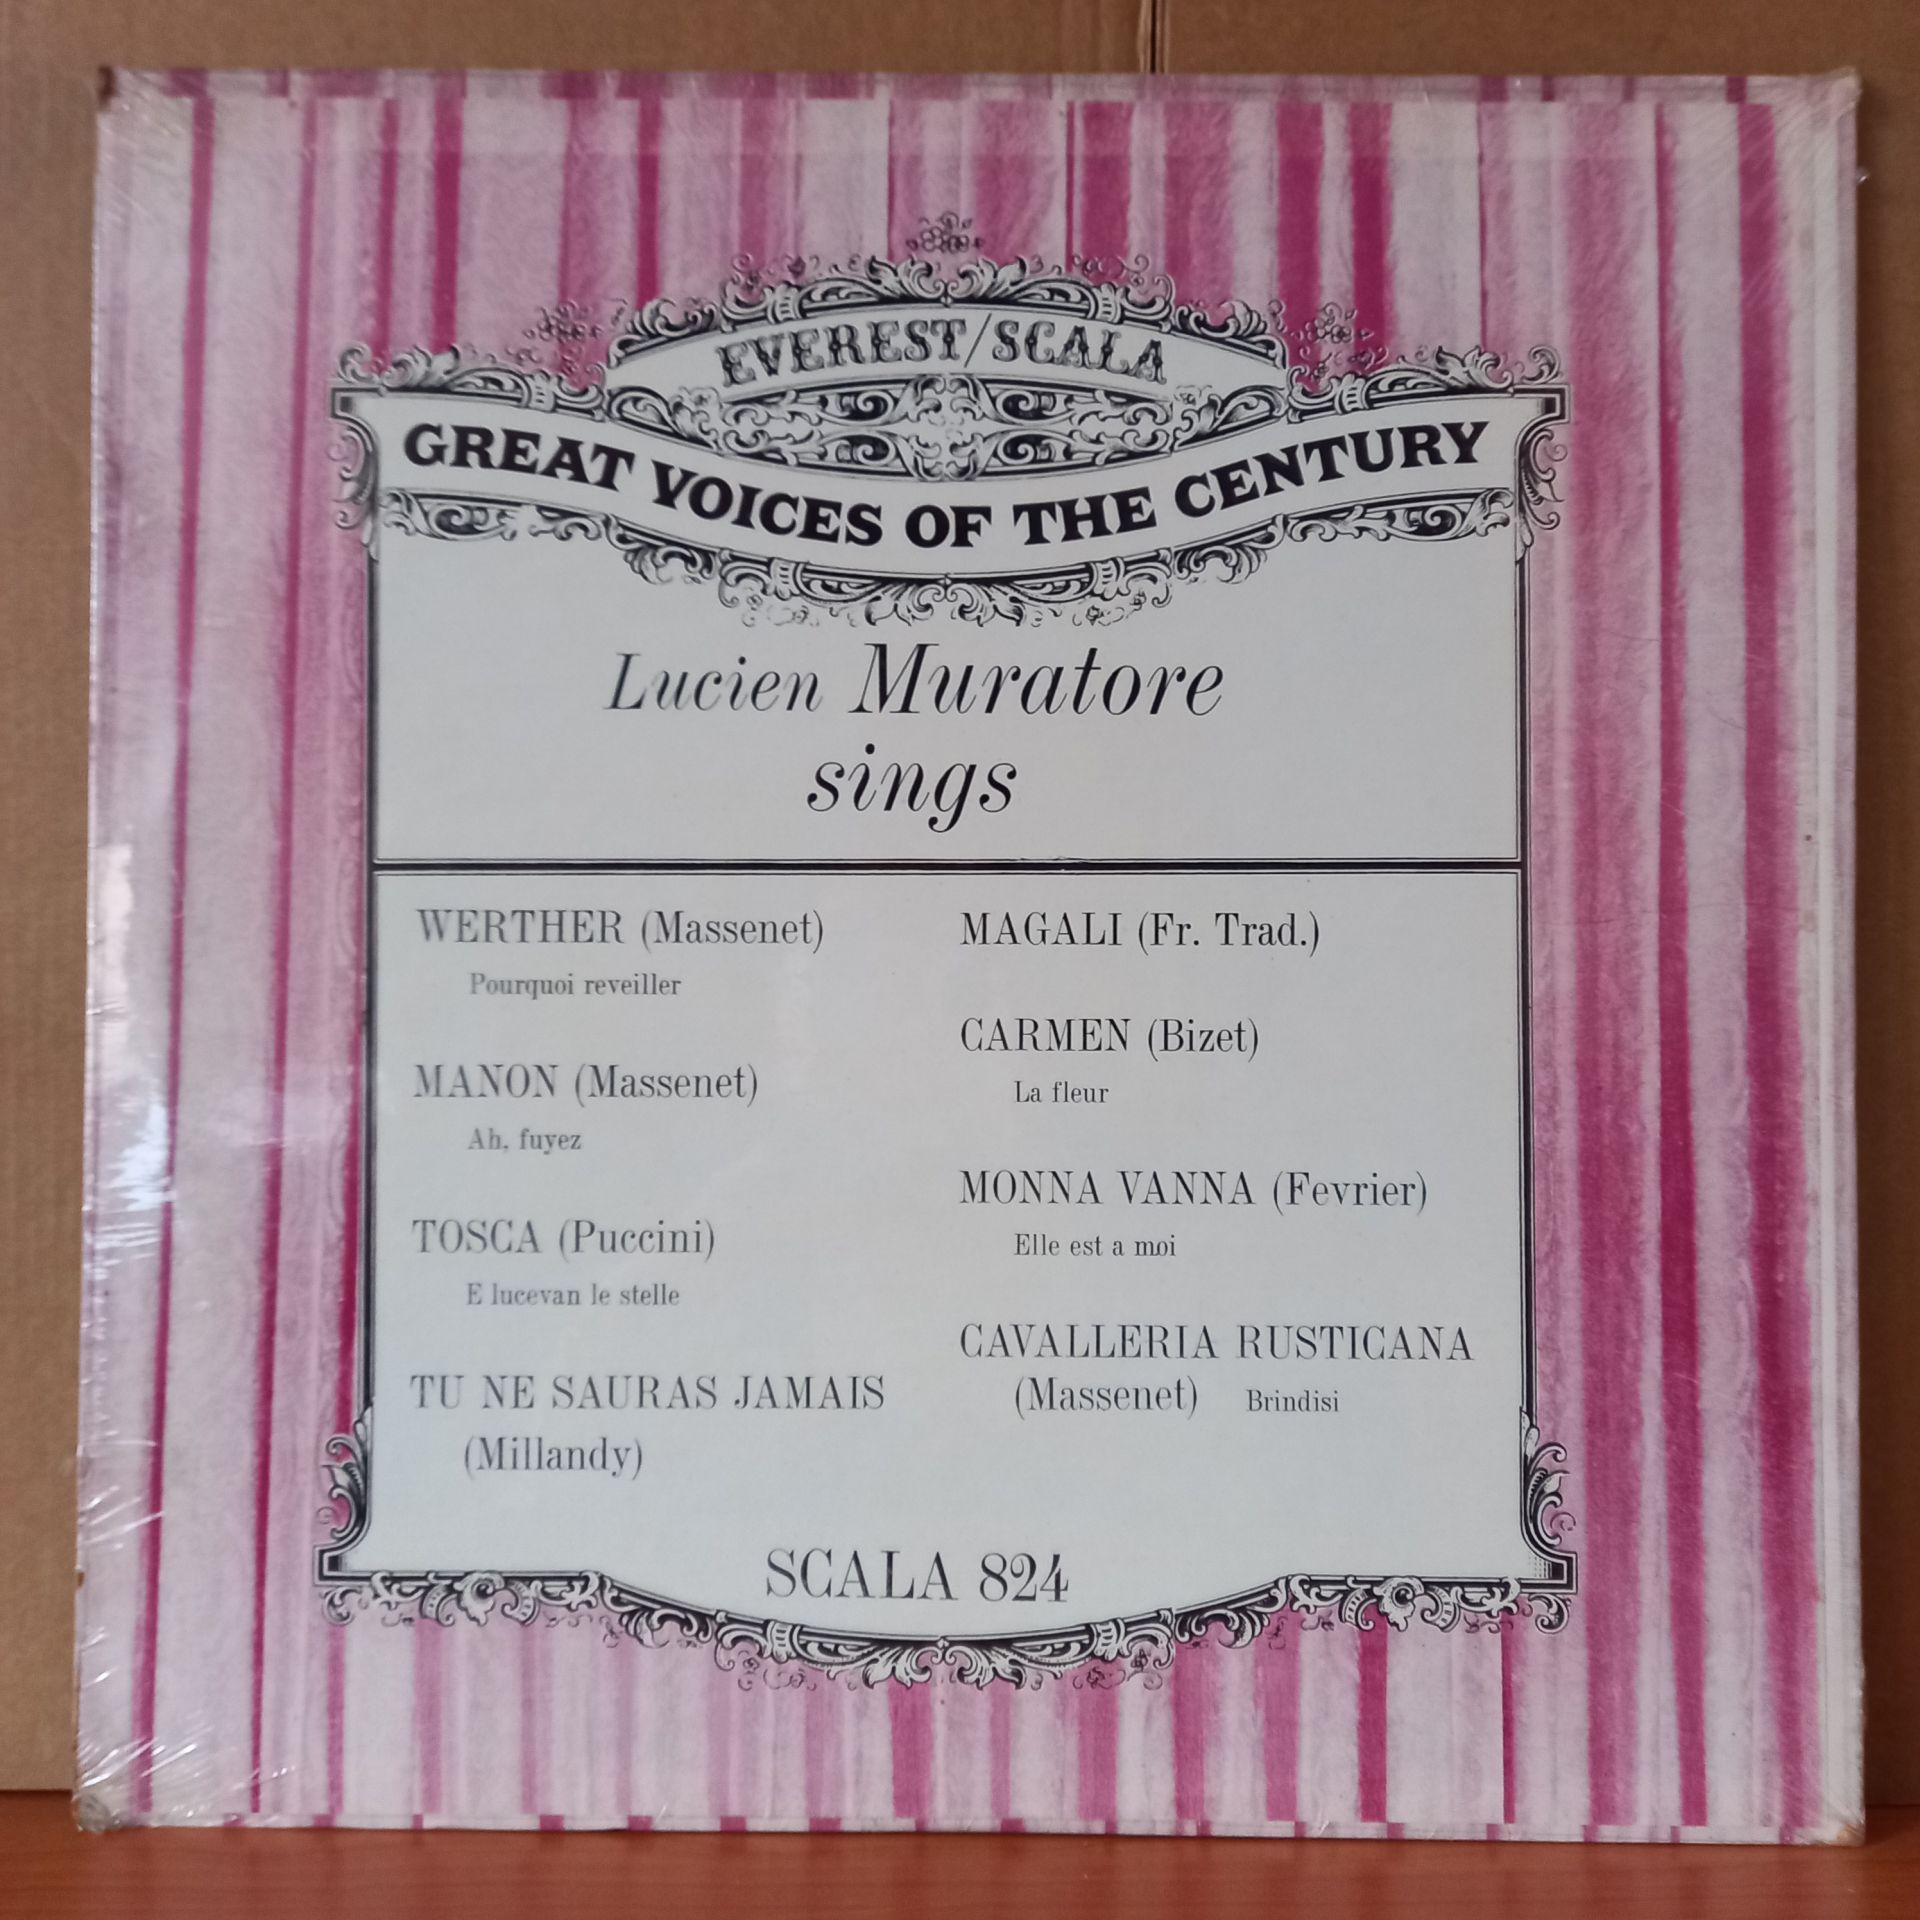 EVEREST/SCALA
GREAT VOICES OF THE CENTURY
Lucien Muratore
sings
WERTHER (Massenet)
Pourquoi reveiller
MANON (Massenet)
Ah, fuyez
TOSCA (Puccini)
E lucevan le stelle
TU NE SAURAS JAMAIS
(Millandy)
MAGALI (Fr. Trad.)
CARMEN (Bizet)
La fleur
MONNA VANNA (Fevrier)
Elle est a moi
CAVALLERIA RUSTICANA
(Massenet) Brindisi
SCALA 824